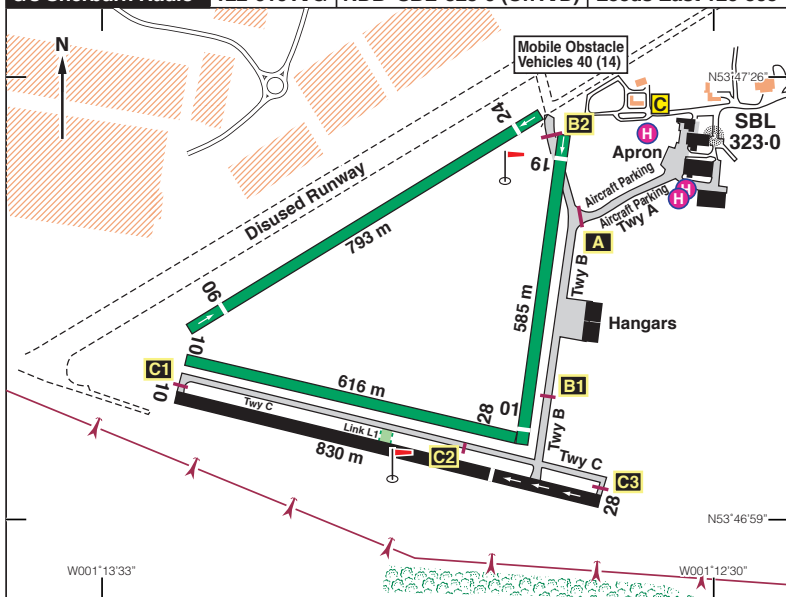 N
Mobile Obstacle
Vehicles 40 (14)
N53°47'26"
C
SBL
323·0
H
Apron
24
B2
19
Aircraft Parking
Aircraft Parking
H
H
Twy A
A
Disused Runway
793 m
Twy B
585 m
06
Hangars
10
C1
10
616 m
Twy C
28
01
B1
Twy B
Link L1
830 m
C2
Twy C
C3
28
N53°46'59"
W001°13'33"
W001°12'30"